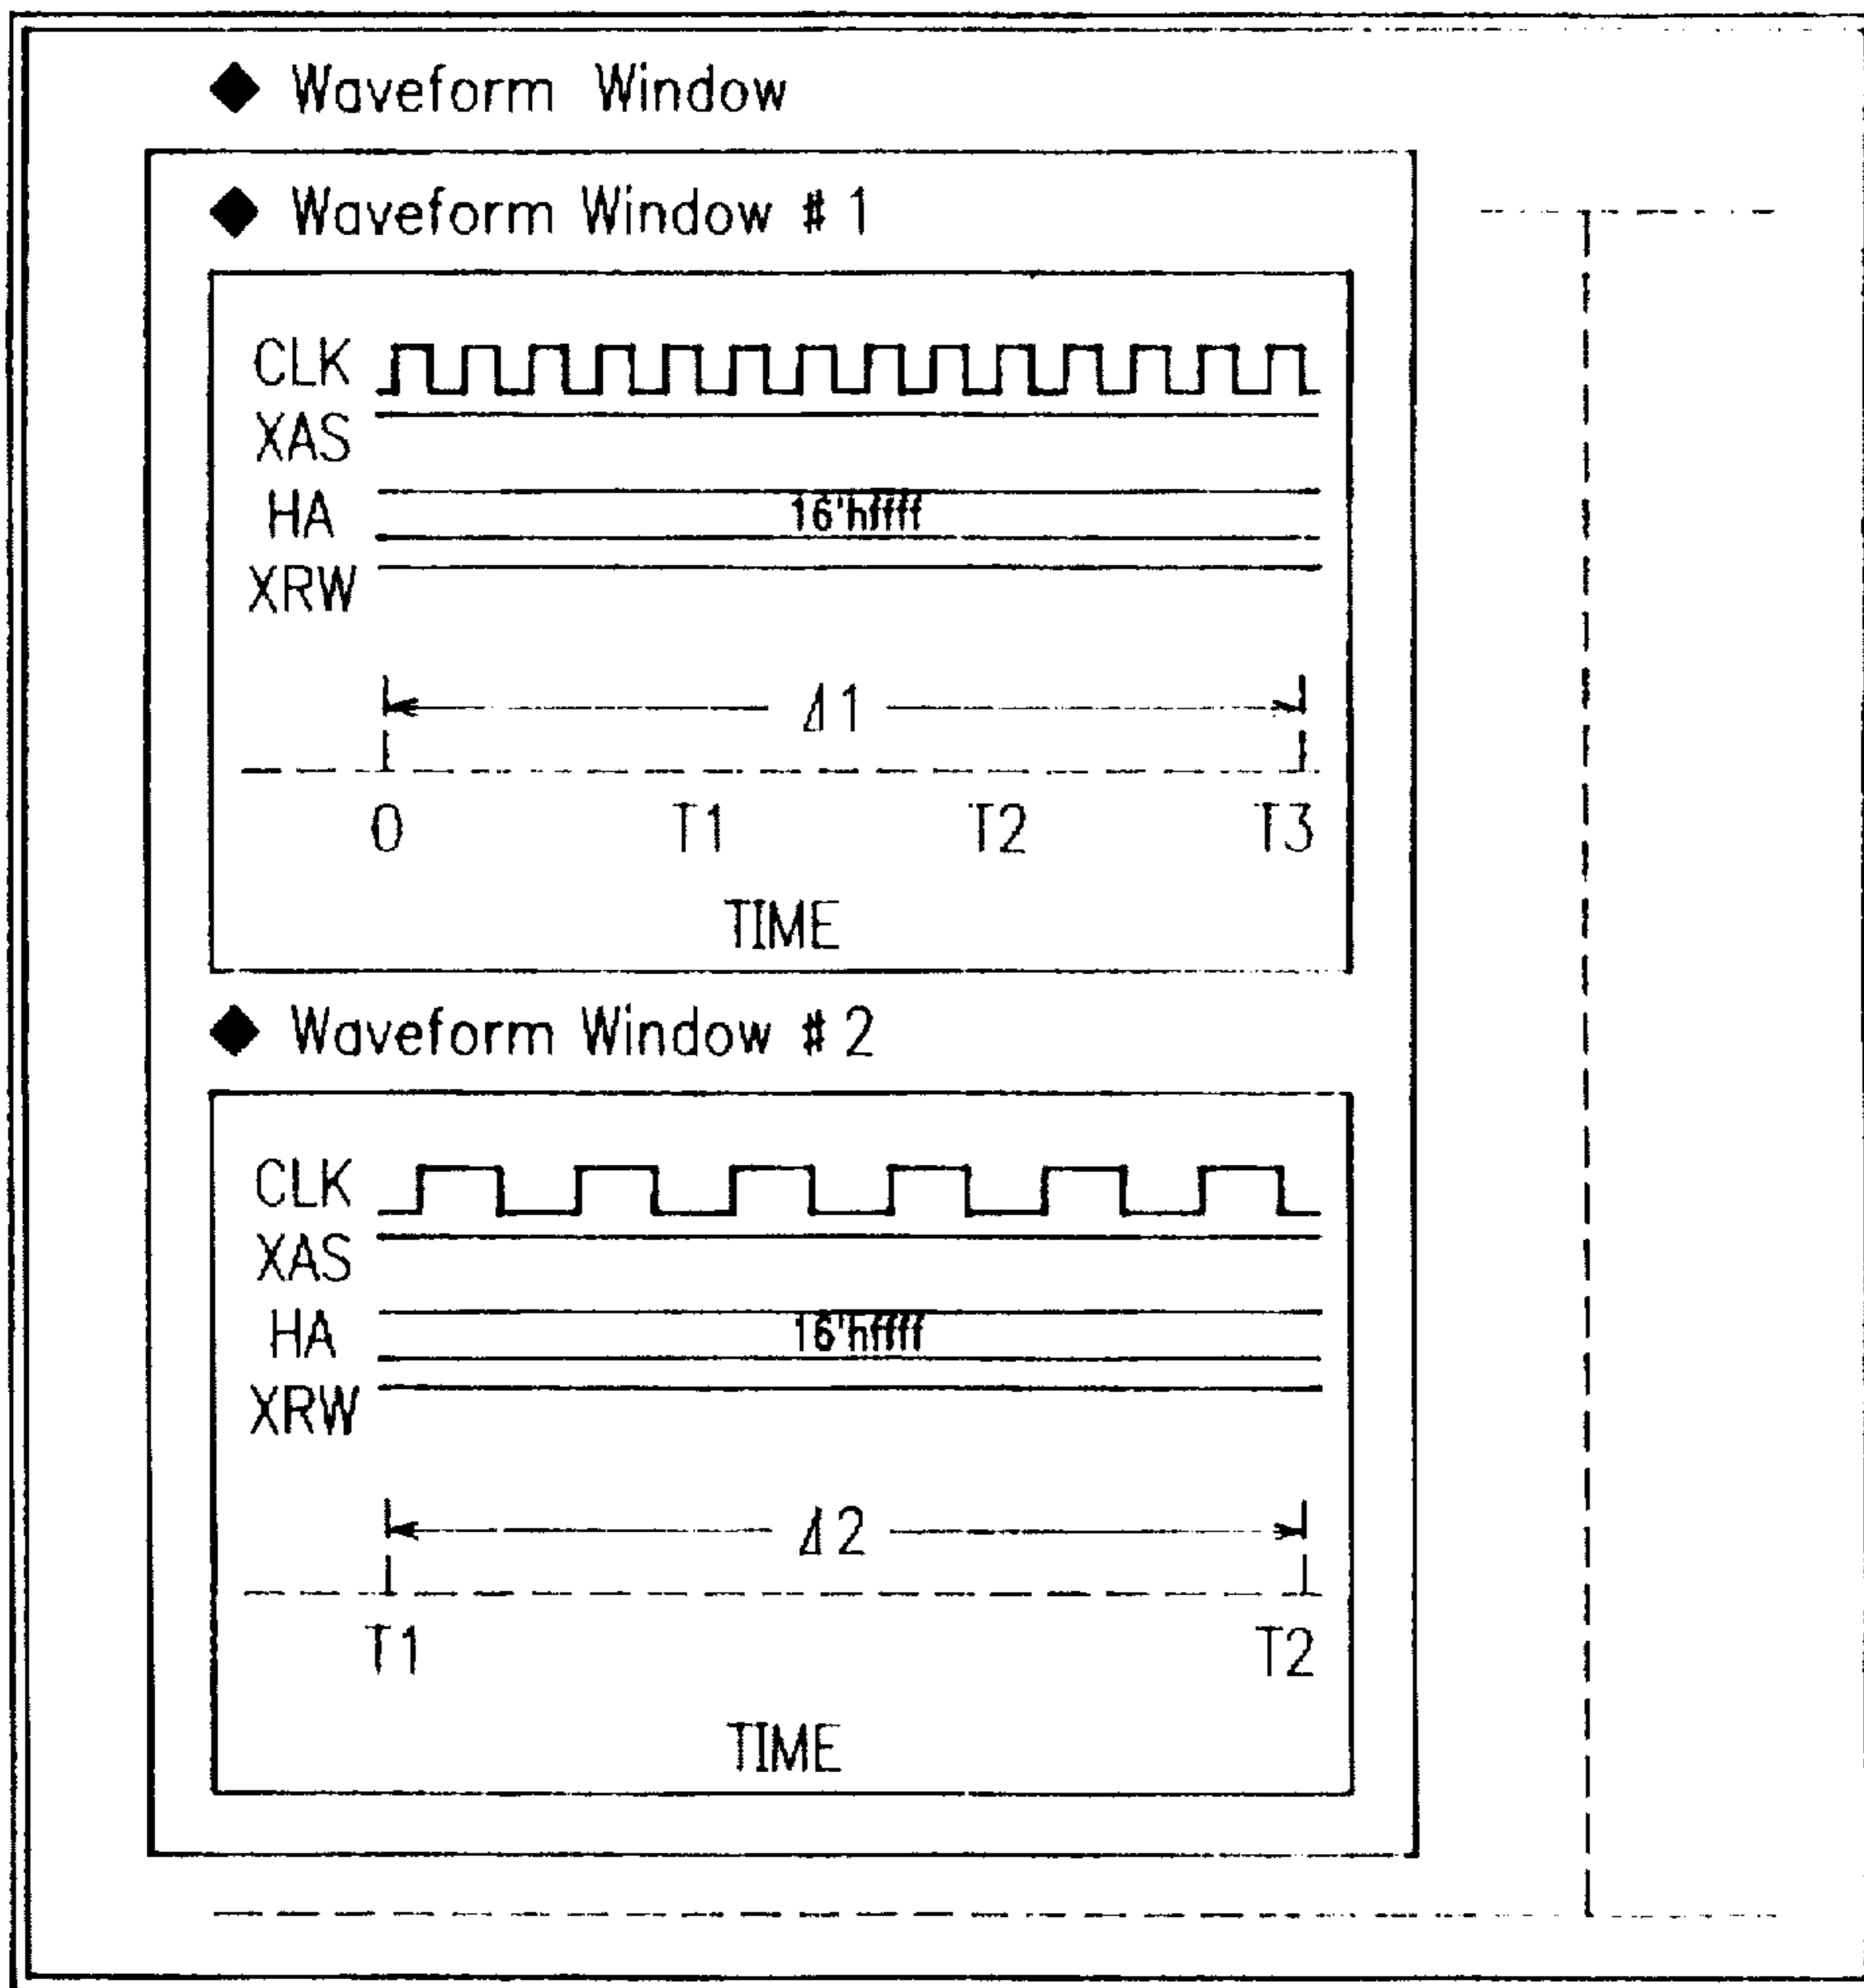 ◆ Waveform Window
◆ Waveform Window #1
CLK
XAS
HA 16'hffff
XRW
Δ1
0 T1 T2 T3
TIME
◆ Waveform Window #2
CLK
XAS
HA 16'hffff
XRW
Δ2
T1 T2
TIME